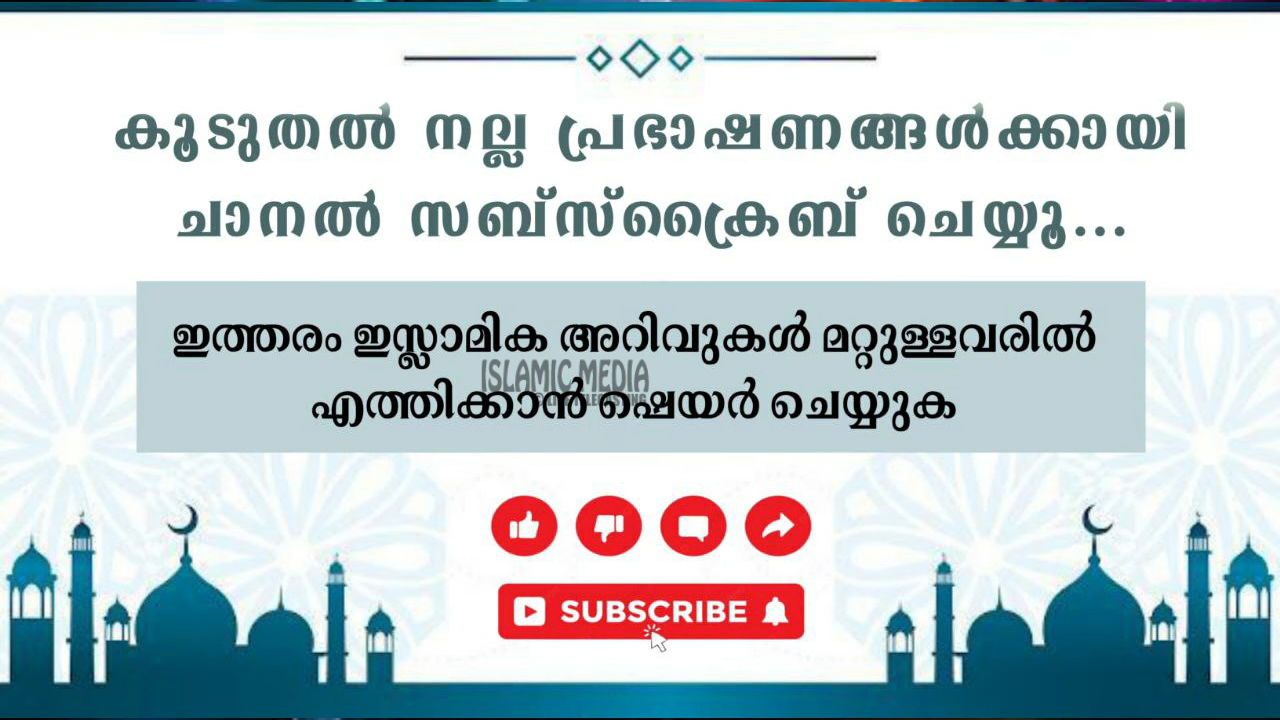 കൂടുതൽ നല്ല പ്രഭാഷണങ്ങൾക്കായി
ചാനൽ സബ്സ്ക്രൈബ് ചെയ്യൂ...
ഇത്തരം ഇസ്ലാമിക അറിവുകൾ മറ്റുള്ളവരിൽ
ISLAMIC MEDIA
എത്തിക്കാൻ ഷെയർ ചെയ്യുക
SUBSCRIBE